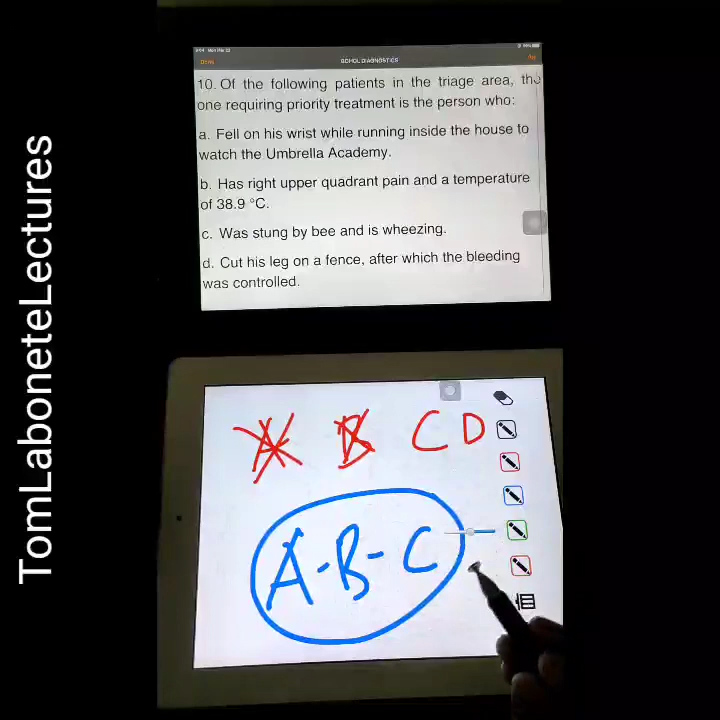 TomLaboneteLectures
Done
BCHOL DIAGNOSTICS
10. Of the following patients in the triage area, the
one requiring priority treatment is the person who:
a. Fell on his wrist while running inside the house to
watch the Umbrella Academy.
b. Has right upper quadrant pain and a temperature
of 38.9 °C.
c. Was stung by bee and is wheezing.
d. Cut his leg on a fence, after which the bleeding
was controlled.
A B C D
A-B-C